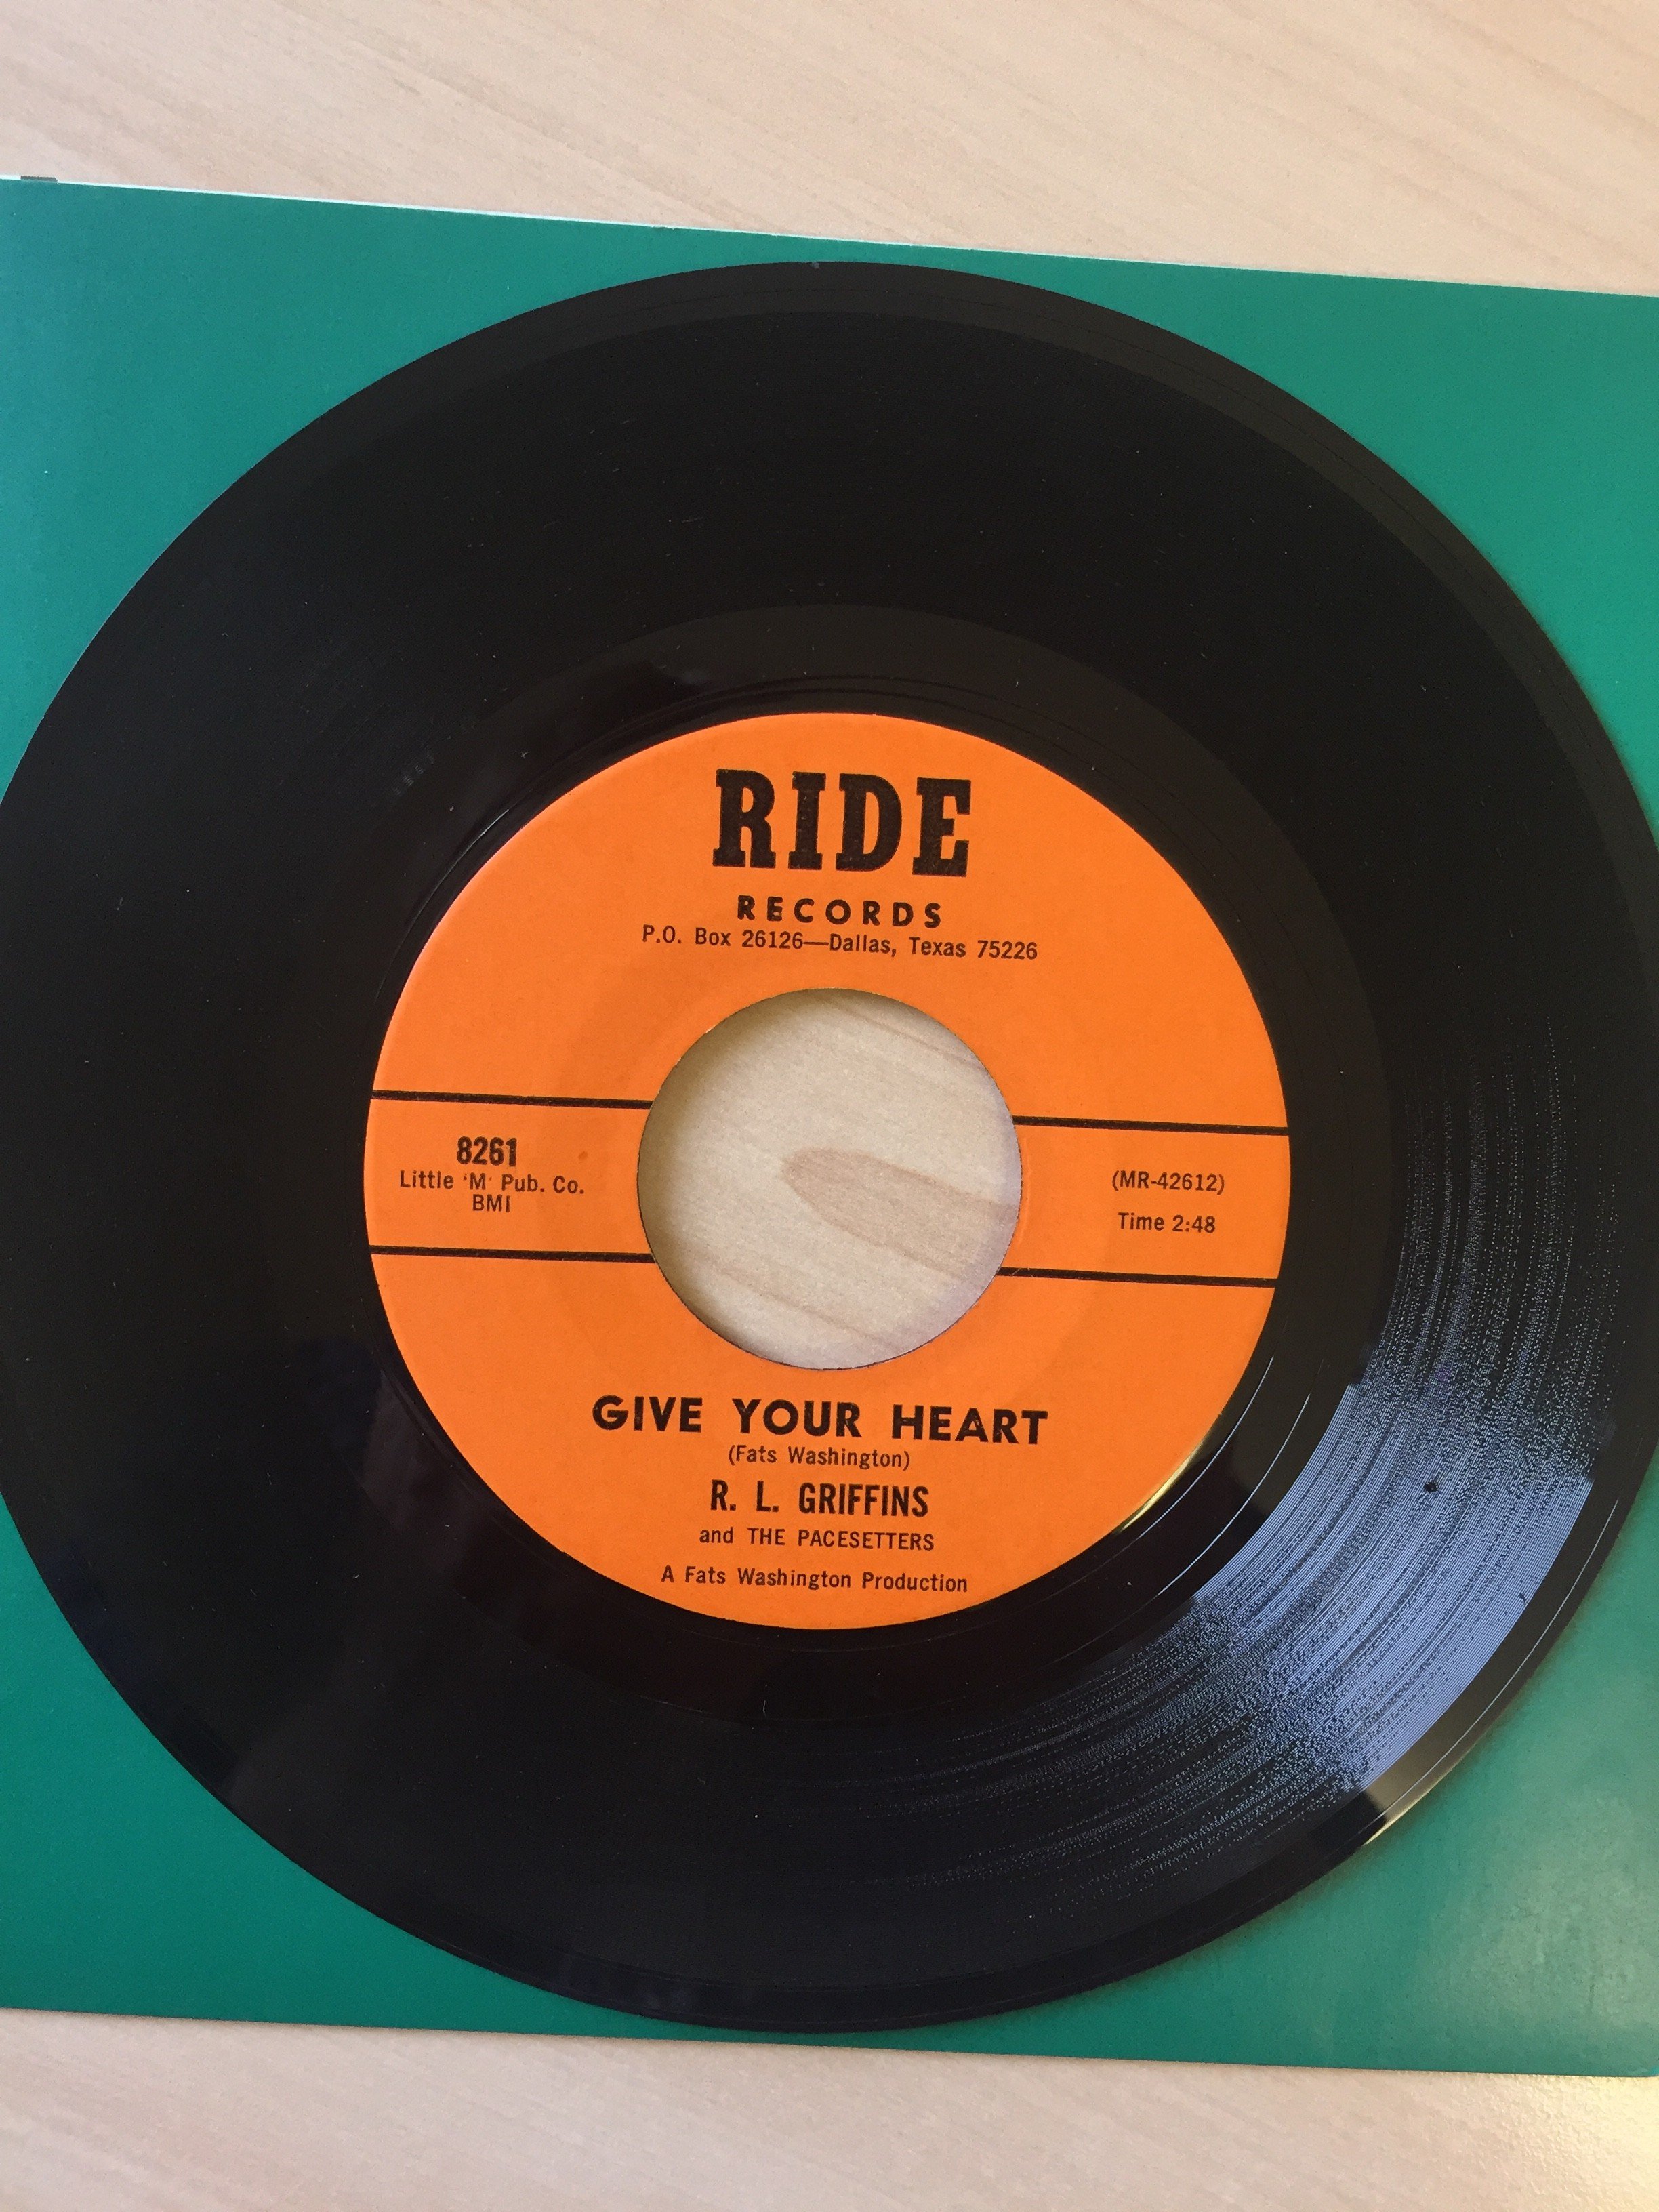 RIDE
RECORDS
P.O. Box 26126—Dallas, Texas 75226
8261
Little 'M' Pub. Co.
BMI
(MR-42612)
Time 2:48
GIVE YOUR HEART
(Fats Washington)
R. L. GRIFFINS
and THE PACESETTERS
A Fats Washington Production